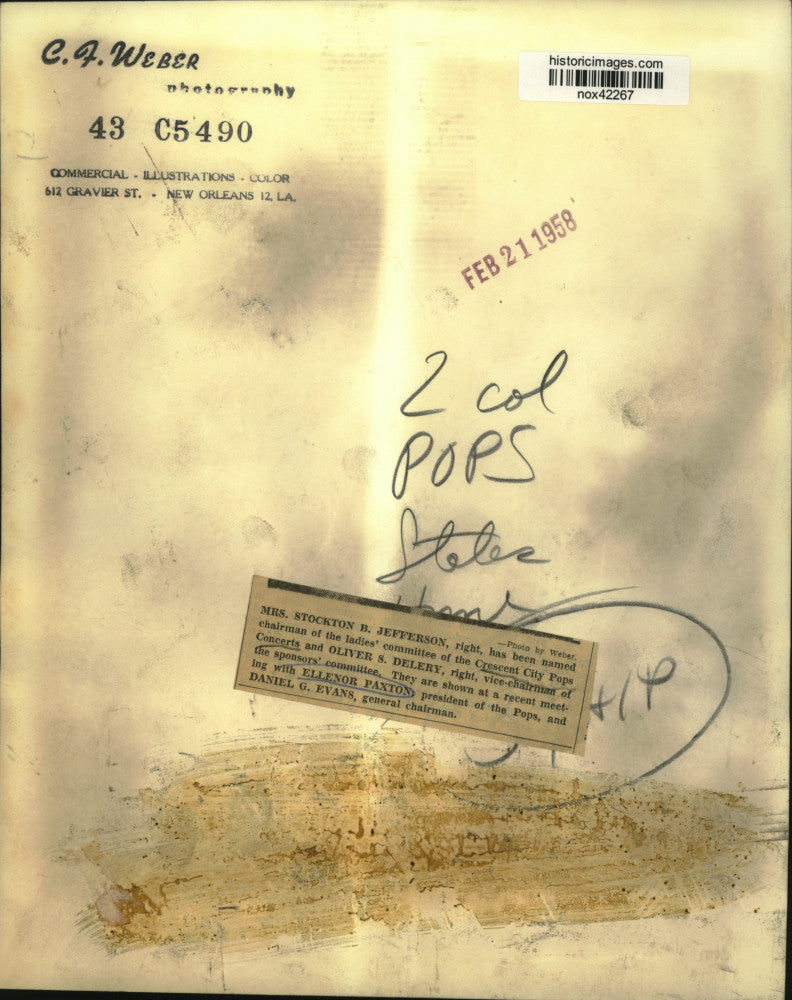 C. F. WEBER
photography
43 C5490
COMMERCIAL - ILLUSTRATIONS - COLOR
612 GRAVIER ST. - NEW ORLEANS 12, LA.
historicimages.com
nox42267
FEB 21 1958
2 col
POPS
States
—Photo by Weber.
MRS. STOCKTON B. JEFFERSON, right, has been named
chairman of the ladies' committee of the Crescent City Pops
Concerts and OLIVER S. DELERY, right, vice-chairman of
the sponsors' committee. They are shown at a recent meet-
ing with ELLENOR PAXTON, president of the Pops, and
DANIEL G. EVANS, general chairman.